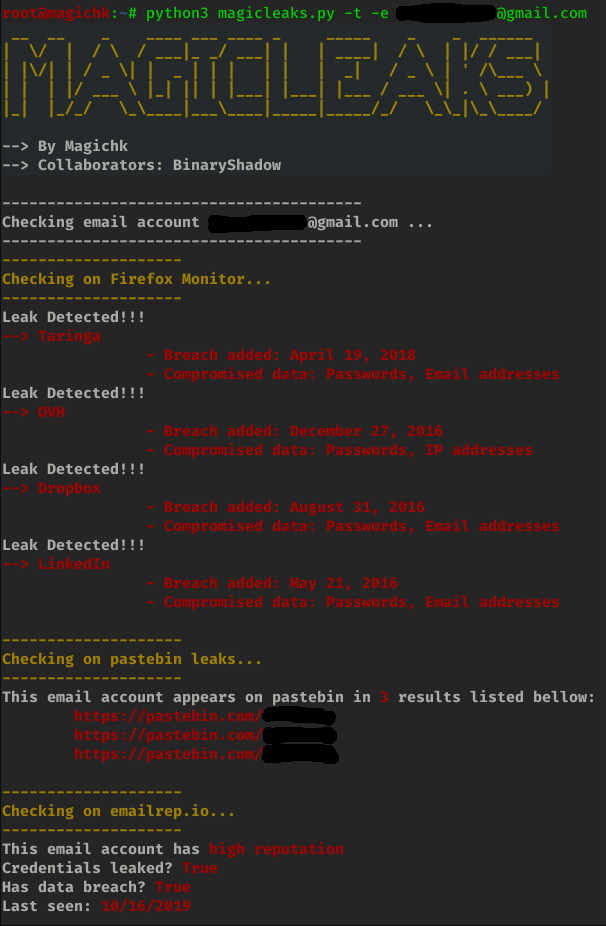 root@magichk:~# python3 magicleaks.py -t -e @gmail.com
MAGICLEAKS
--> By Magichk
--> Collaborators: BinaryShadow
----------------------------------------
Checking email account @gmail.com ...
----------------------------------------
--------------------
Checking on Firefox Monitor...
--------------------
Leak Detected!!!
--> Taringa
- Breach added: April 19, 2018
- Compromised data: Passwords, Email addresses
Leak Detected!!!
--> OVH
- Breach added: December 27, 2016
- Compromised data: Passwords, IP addresses
Leak Detected!!!
--> Dropbox
- Breach added: August 31, 2016
- Compromised data: Passwords, Email addresses
Leak Detected!!!
--> LinkedIn
- Breach added: May 21, 2016
- Compromised data: Passwords, Email addresses
--------------------
Checking on pastebin leaks...
--------------------
This email account appears on pastebin in 3 results listed bellow:
https://pastebin.com/
https://pastebin.com/
https://pastebin.com/
--------------------
Checking on emailrep.io...
--------------------
This email account has high reputation
Credentials leaked? True
Has data breach? True
Last seen: 10/16/2019